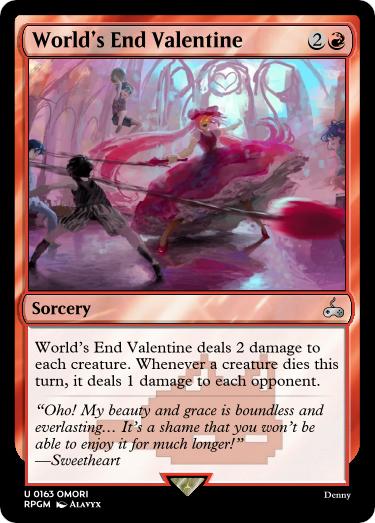 World's End Valentine 2
Sorcery
World's End Valentine deals 2 damage to
each creature. Whenever a creature dies this
turn, it deals 1 damage to each opponent.
“Oho! My beauty and grace is boundless and
everlasting... It's a shame that you won't be
able to enjoy it for much longer!”
—Sweetheart
U 0163 OMORI
RPGM ALAVYX
Denny